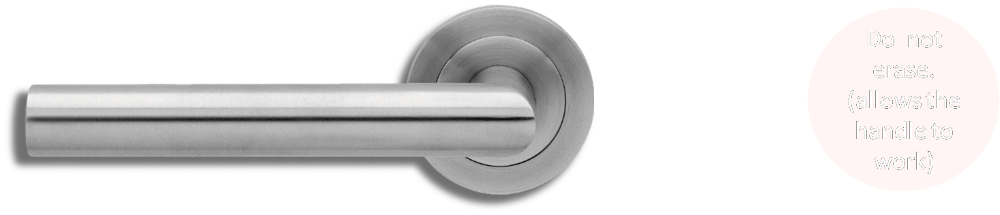 Do not
erase.
(allows the
handle to
work)